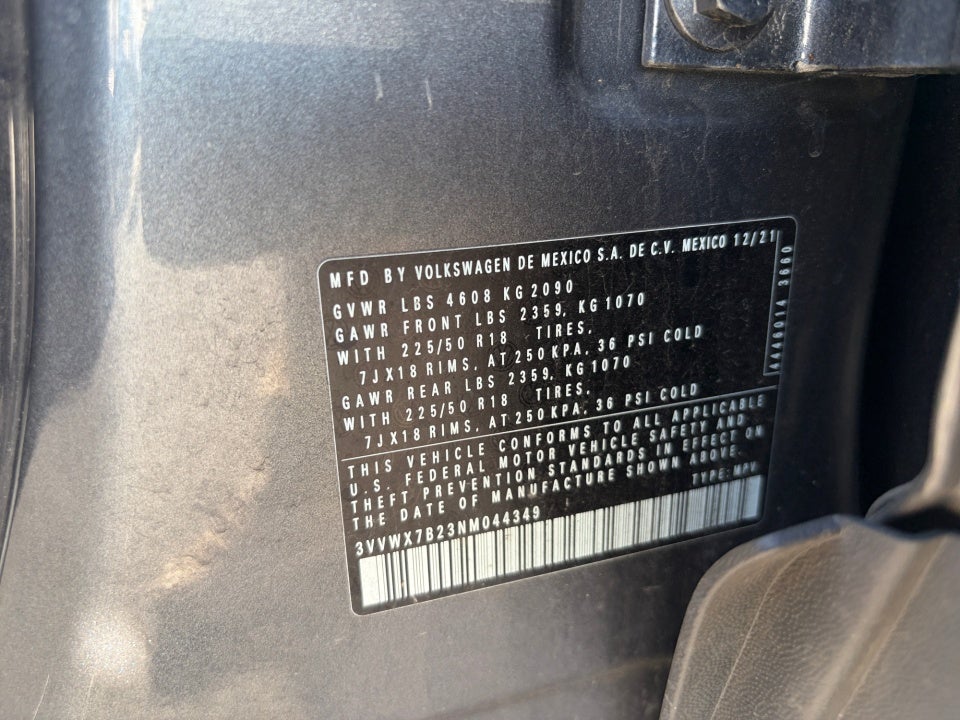 MFD BY VOLKSWAGEN DE MEXICO S.A. DE C.V. MEXICO 12/21
GVWR LBS 4608 KG 2090
GAWR FRONT LBS 2359, KG 1070
WITH 225/50 R18 TIRES,
7JX18 RIMS, AT 250 KPA, 36 PSI COLD
GAWR REAR LBS 2359, KG 1070
WITH 225/50 R18 TIRES,
7JX18 RIMS, AT 250 KPA, 36 PSI COLD
THIS VEHICLE CONFORMS TO ALL APPLICABLE
U.S. FEDERAL MOTOR VEHICLE SAFETY AND
THEFT PREVENTION STANDARDS IN EFFECT ON
THE DATE OF MANUFACTURE SHOWN ABOVE.
TYPE: MPV
3VVWX7B23NM044349
4446014 3660